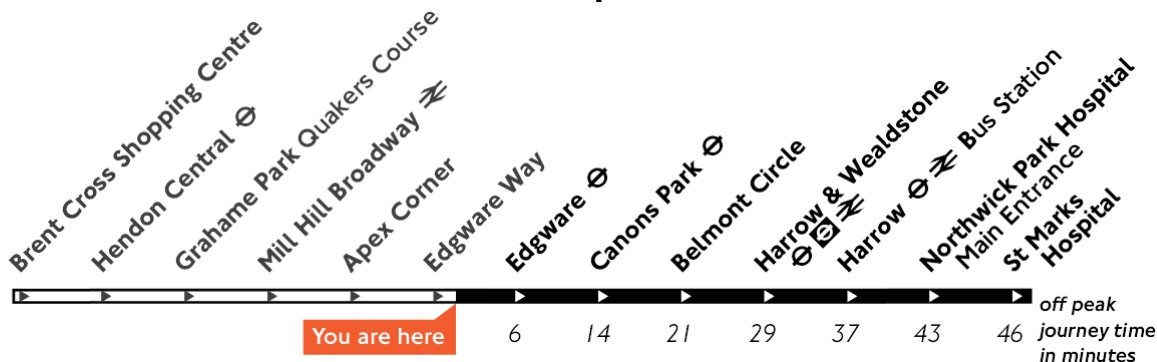 Brent Cross Shopping Centre
Hendon Central
Grahame Park Quakers Course
Mill Hill Broadway
Apex Corner
Edgware Way
Edgware
Canons Park
Belmont Circle
Harrow & Wealdstone
Harrow Bus Station
Northwick Park Hospital
Main Entrance
St Marks
Hospital
You are here
6 14 21 29 37 43 46
off peak
journey time
in minutes